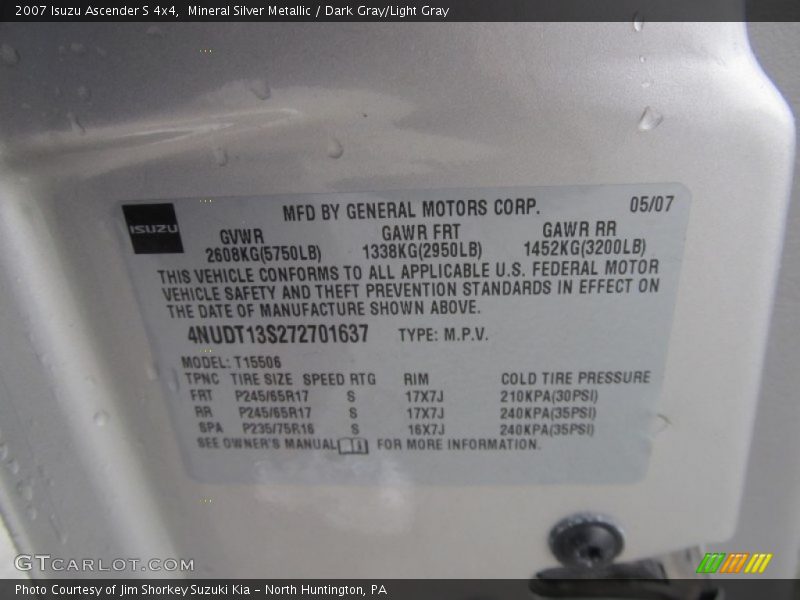 2007 Isuzu Ascender S 4x4,  Mineral Silver Metallic / Dark Gray/Light Gray
MFD BY GENERAL MOTORS CORP. 05/07
ISUZU
GVWR GAWR FRT GAWR RR
2608KG(5750LB) 1338KG(2950LB) 1452KG(3200LB)
THIS VEHICLE CONFORMS TO ALL APPLICABLE U.S. FEDERAL MOTOR
VEHICLE SAFETY AND THEFT PREVENTION STANDARDS IN EFFECT ON
THE DATE OF MANUFACTURE SHOWN ABOVE.
4NUDT13S272701637 TYPE: M.P.V.
MODEL: T15506
TPNC TIRE SIZE SPEED RTG RIM COLD TIRE PRESSURE
FRT P245/65R17 S 17X7J 210KPA(30PSI)
RR P245/65R17 S 17X7J 240KPA(35PSI)
SPA P235/75R16 S 16X7J 240KPA(35PSI)
SEE OWNER'S MANUAL FOR MORE INFORMATION.
GTCarLot.com
Photo Courtesy of Jim Shorkey Suzuki Kia – North Huntington, PA